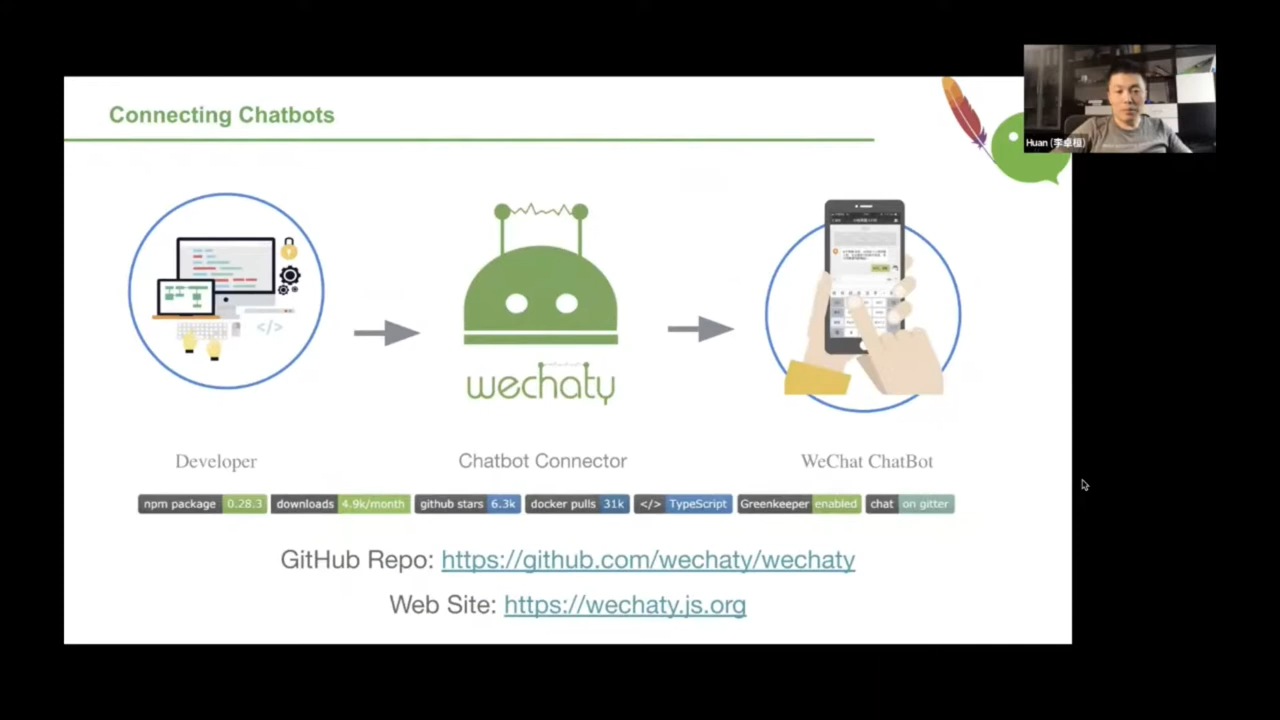 Connecting Chatbots
Huan (李卓桓)
</>
wechaty
Developer
Chatbot Connector
WeChat ChatBot
npm package 0.28.3 downloads 4.9k/month github stars 6.3k docker pulls 31k </> TypeScript Greenkeeper enabled chat on gitter
GitHub Repo: https://github.com/wechaty/wechaty
Web Site: https://wechaty.js.org